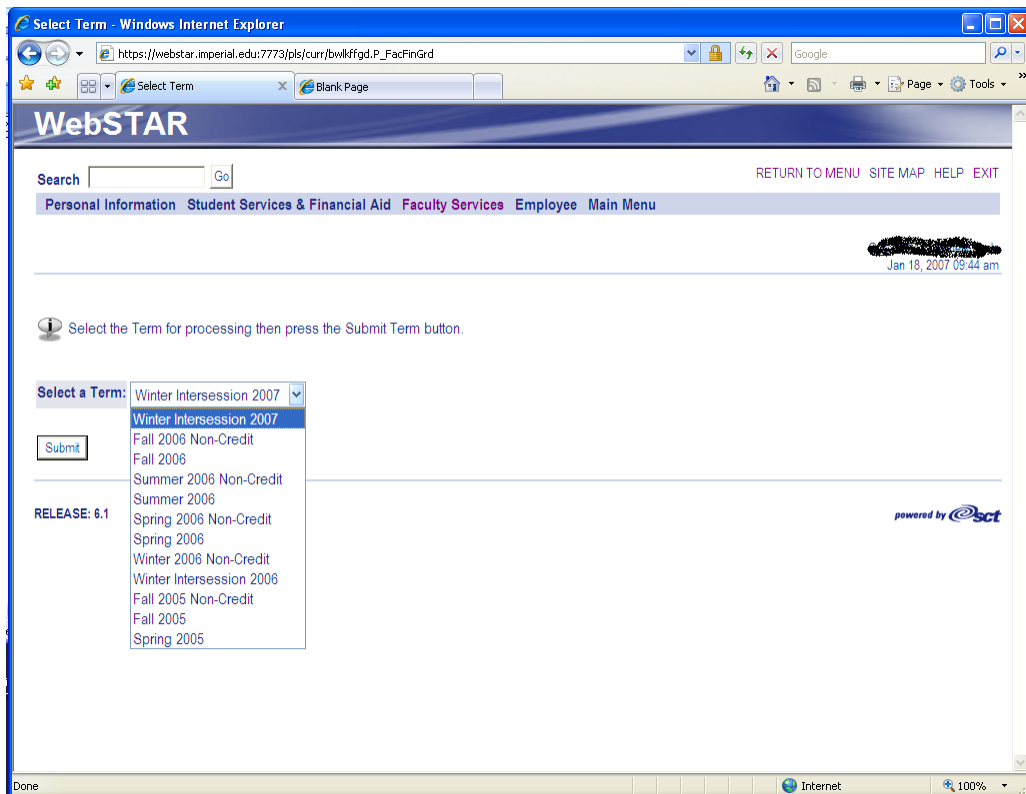 Select Term - Windows Internet Explorer
https://webstar.imperial.edu:7773/pls/curr/bwlkffgd.P_FacFinGrd
Google
Select Term
Blank Page
Page
Tools
WebSTAR
Search
Go
RETURN TO MENU SITE MAP HELP EXIT
Personal Information Student Services & Financial Aid Faculty Services Employee Main Menu
Jan 18, 2007 09:44 am
Select the Term for processing then press the Submit Term button.
Select a Term: Winter Intersession 2007
Winter Intersession 2007
Fall 2006 Non-Credit
Fall 2006
Summer 2006 Non-Credit
Summer 2006
Spring 2006 Non-Credit
Spring 2006
Winter 2006 Non-Credit
Winter Intersession 2006
Fall 2005 Non-Credit
Fall 2005
Spring 2005
Submit
RELEASE: 6.1
powered by sct
Done
Internet
100%